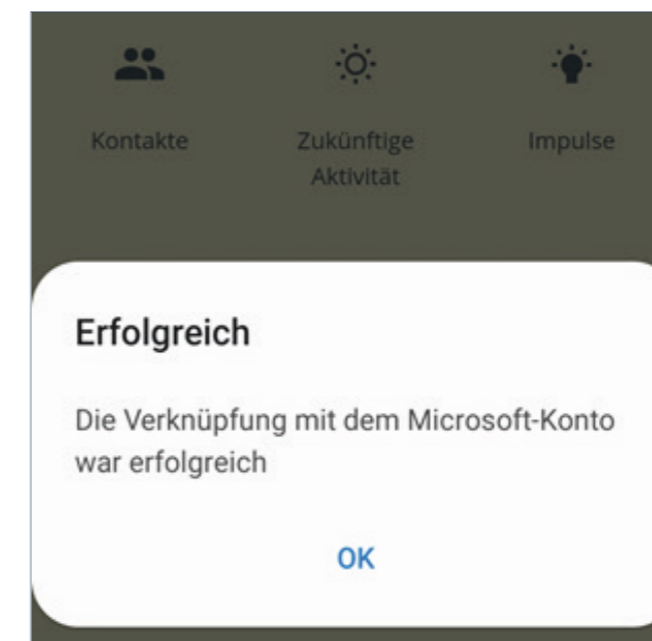 Kontakte
Zukünftige
Aktivität
Impulse
Erfolgreich
Die Verknüpfung mit dem Microsoft-Konto
war erfolgreich
OK